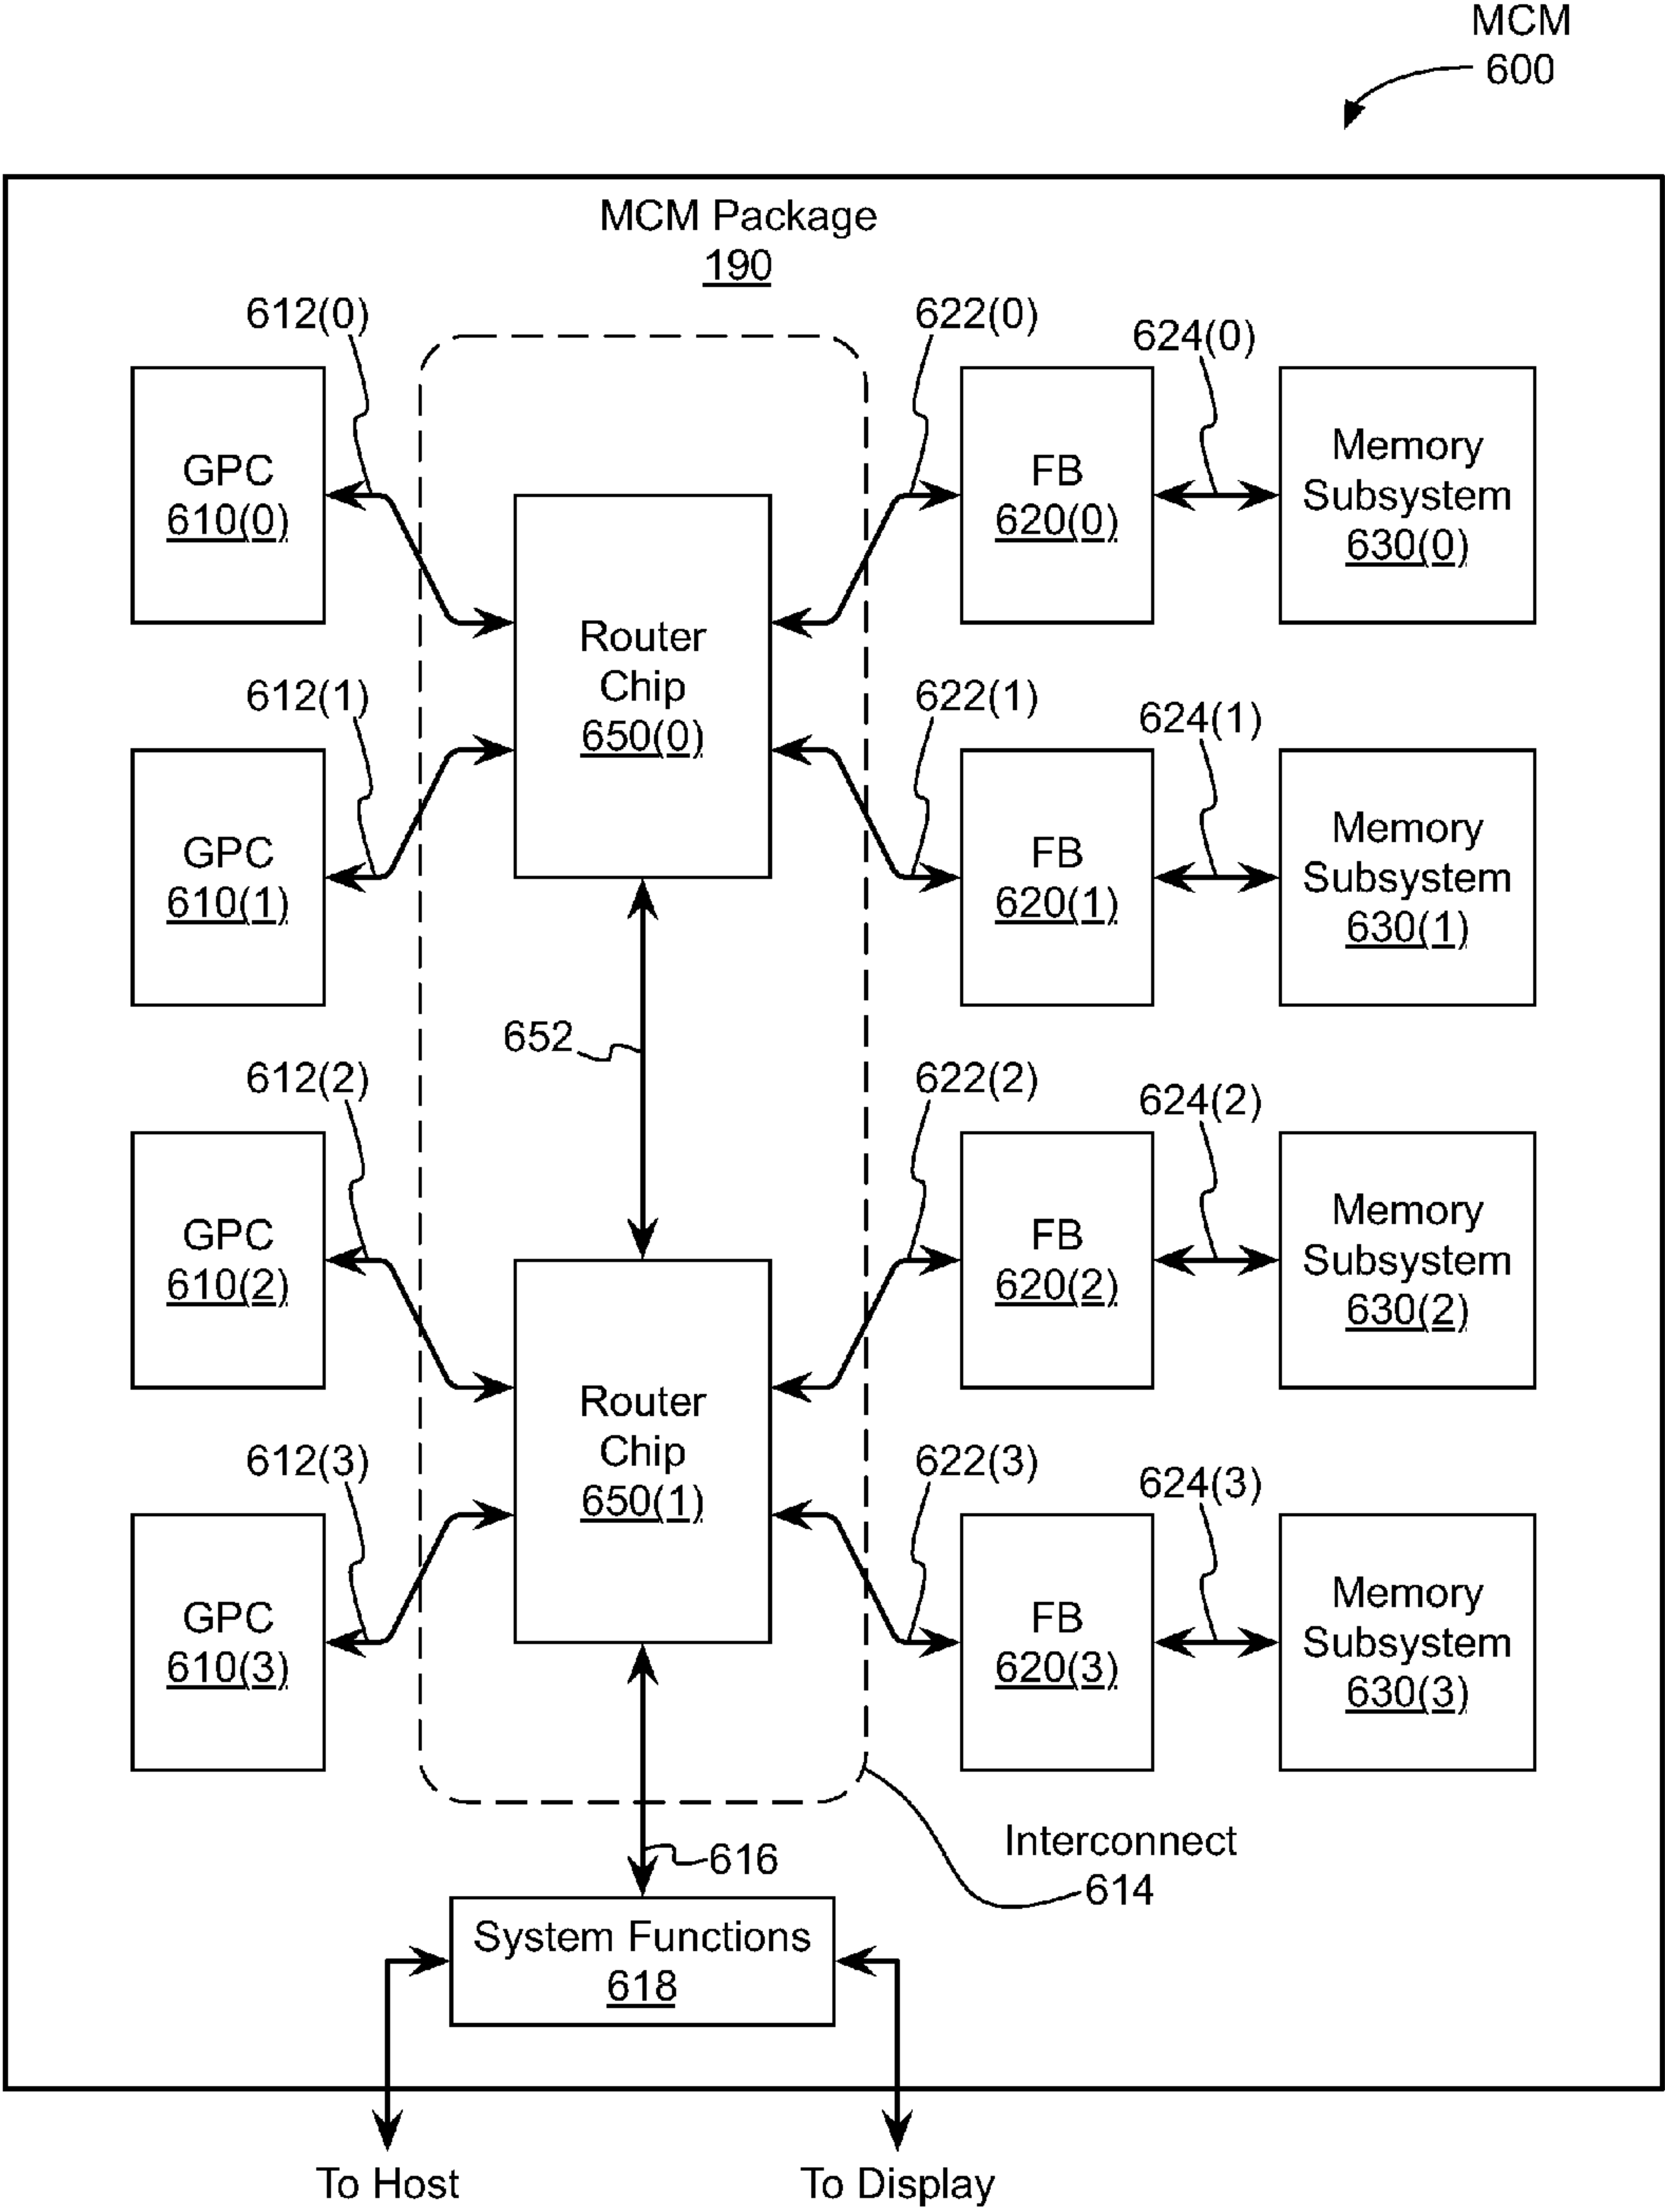 MCM
600
MCM Package
190
612(0)
622(0)
624(0)
GPC
610(0)
Router
Chip
650(0)
FB
620(0)
Memory
Subsystem
630(0)
612(1)
622(1)
624(1)
GPC
610(1)
FB
620(1)
Memory
Subsystem
630(1)
652
612(2)
622(2)
624(2)
GPC
610(2)
Router
Chip
650(1)
FB
620(2)
Memory
Subsystem
630(2)
612(3)
622(3)
624(3)
GPC
610(3)
FB
620(3)
Memory
Subsystem
630(3)
Interconnect
614
616
System Functions
618
To Host
To Display